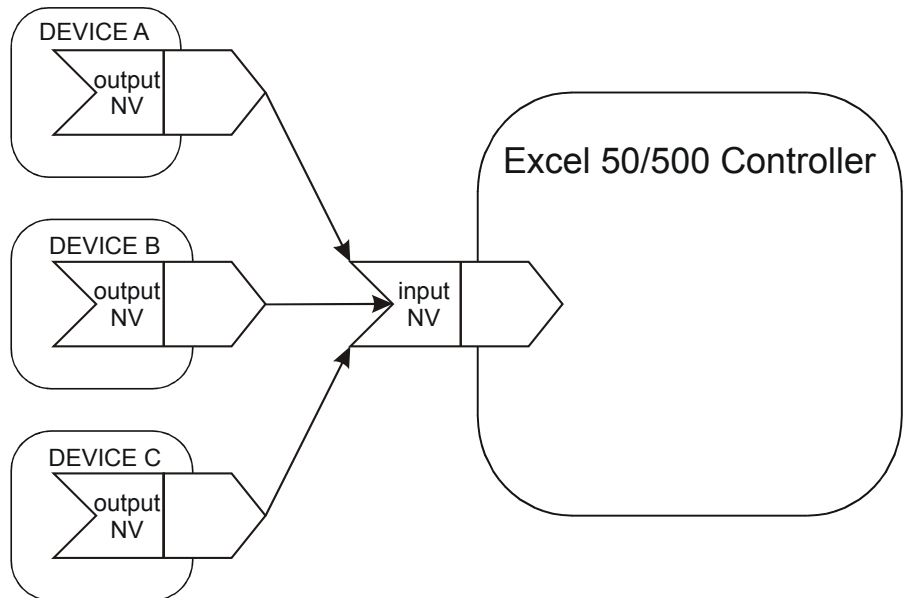 DEVICE A
output
NV
Excel 50/500 Controller
DEVICE B
output
NV
input
NV
DEVICE C
output
NV